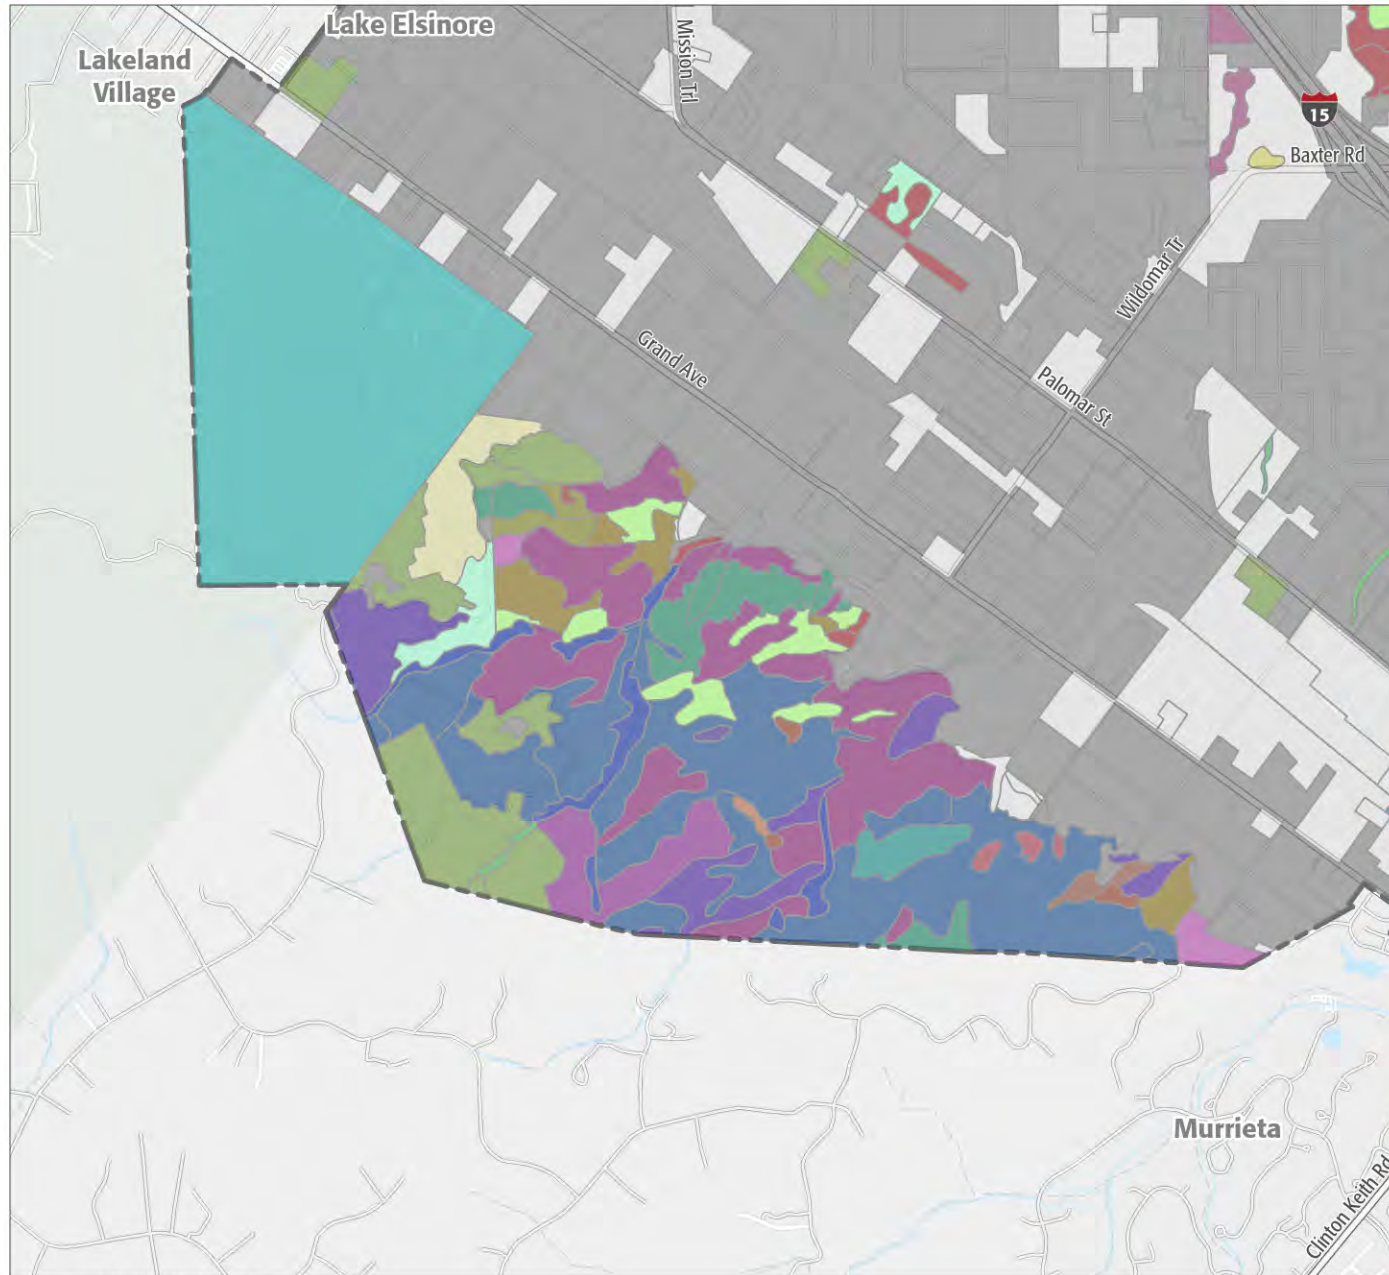 Lake Elsinore
Lakeland
Village
Mission Trl
15
Baxter Rd
Wildomar Tr
Grand Ave
Palomar St
Murrieta
Clinton Keith Rd